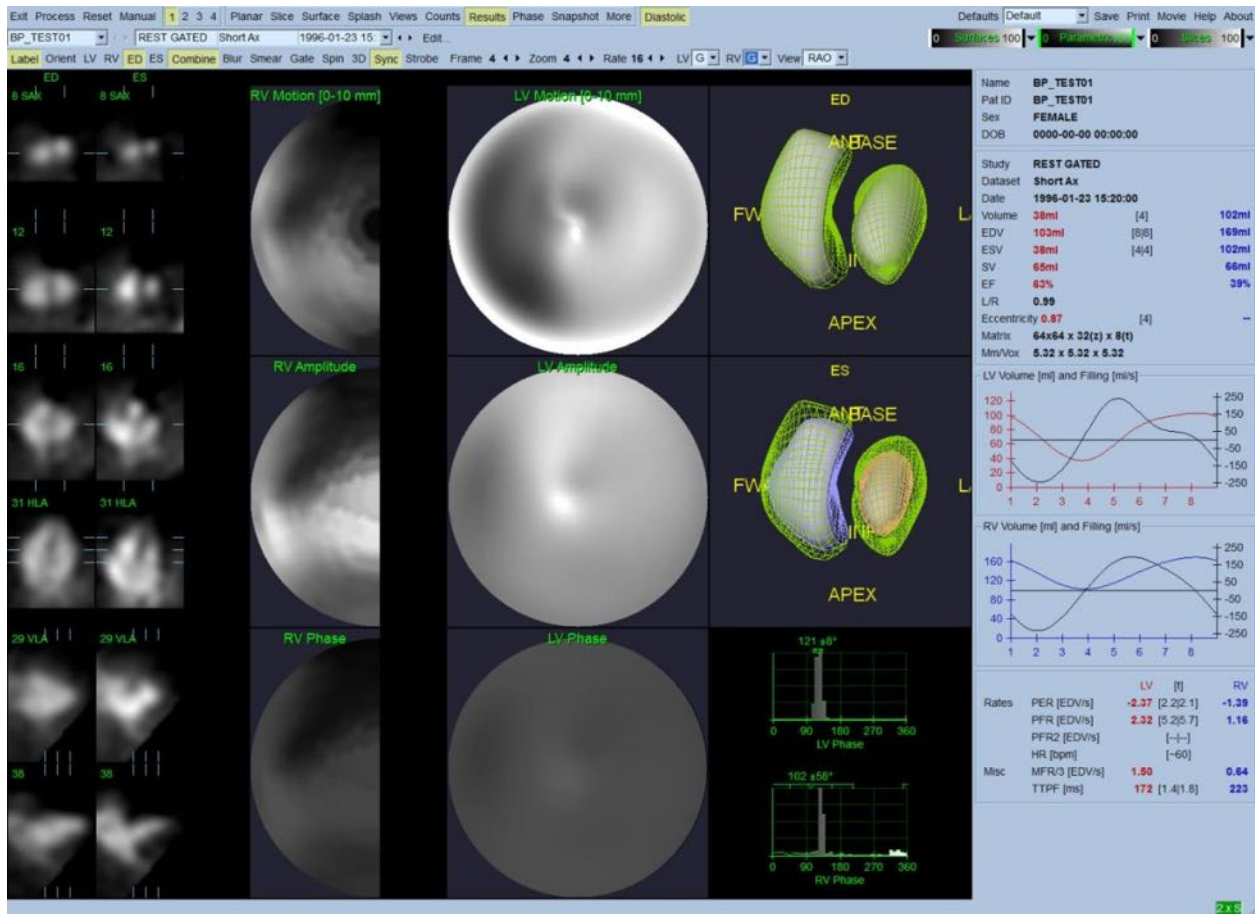 Exit Process Reset Manual 1 2 3 4 Planar Slice Surface Splash Views Counts Results Phase Snapshot More Diastolic Defaults Default Save Print Movie Help About
BP_TEST01 REST GATED Short Ax 1996-01-23 15: Edit... 0 Surfaces 100 0 0 Slices 100
Label Orient LV RV ED ES Combine Blur Smear Gate Spin 3D Sync Strobe Frame 4 Zoom 4 Rate 16 LV G RV G View RAO
ED ES
8 SAX 8 SAX
12 12
16 16
31 HLA 31 HLA
29 VLA 29 VLA
38 38
RV Motion [0-10 mm] LV Motion [0-10 mm]
RV Amplitude LV Amplitude
RV Phase LV Phase
ED
BASE
FW
APEX
ES
BASE
FW
APEX
121 ±8°
0 90 180 270 360
LV Phase
102 ±56°
0 90 180 270 360
RV Phase
Name BP_TEST01
Pat ID BP_TEST01
Sex FEMALE
DOB 0000-00-00 00:00:00
Study REST GATED
Dataset Short Ax
Date 1996-01-23 15:20:00
Volume 38ml [4] 102ml
EDV 103ml [8|8] 169ml
ESV 38ml [4|4] 102ml
SV 65ml 66ml
EF 63% 39%
L/R 0.99
Eccentricity 0.87 [4] --
Matrix 64x64 x 32(z) x 8(t)
Mm/Vox 5.32 x 5.32 x 5.32
LV Volume [ml] and Filling [ml/s]
120 250
100 150
80 50
60 -50
40
20 -150
0 -250
1 2 3 4 5 6 7 8
RV Volume [ml] and Filling [ml/s]
250
160 150
120 50
80 -50
40 -150
0 -250
1 2 3 4 5 6 7 8
LV [t] RV
Rates PER [EDV/s] -2.37 [2.2|2.1] -1.39
PFR [EDV/s] 2.32 [5.2|5.7] 1.16
PFR2 [EDV/s] [--|--]
HR [bpm] [~60]
Misc MFR/3 [EDV/s] 1.50 0.64
TTPF [ms] 172 [1.4|1.8] 223
2 x S